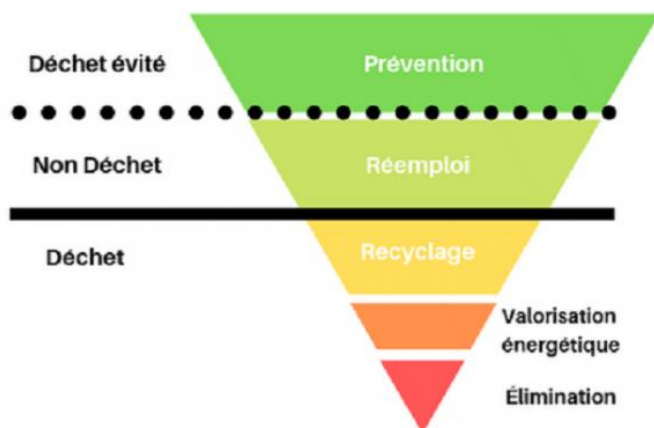 Déchet évité
Prévention
Non Déchet
Réemploi
Déchet
Recyclage
Valorisation
énergétique
Élimination